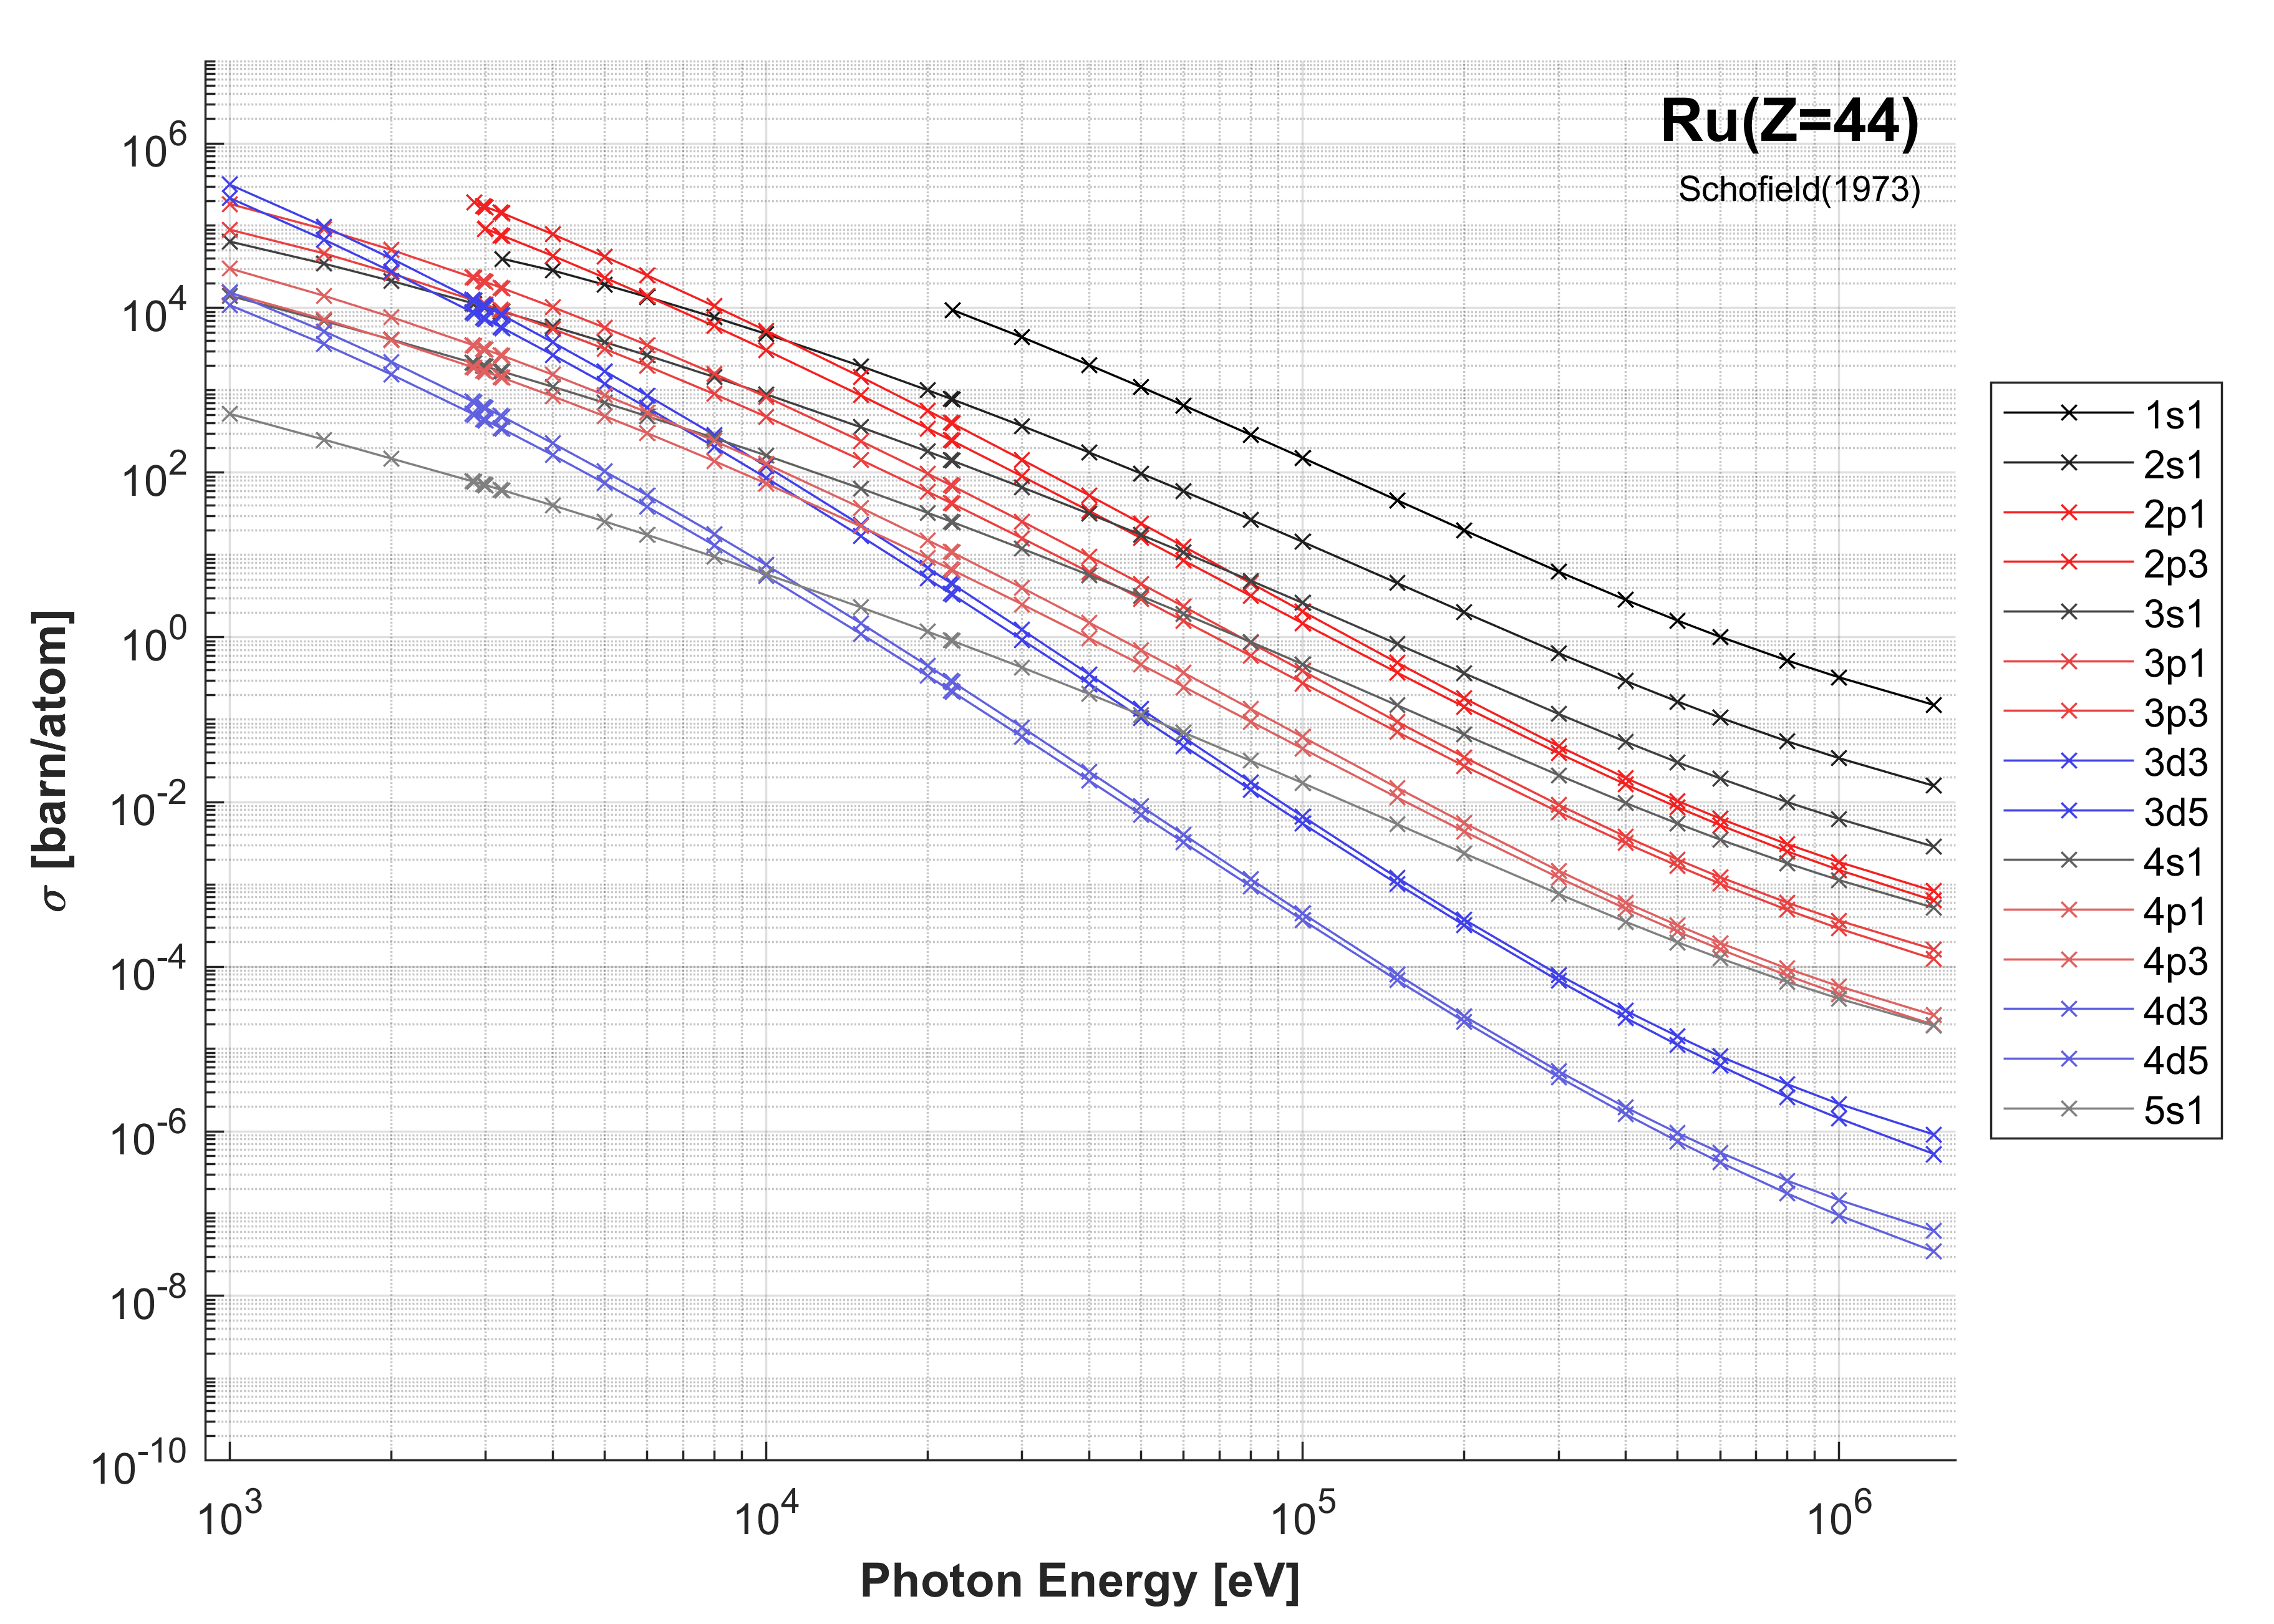 Ru(Z=44)
Schofield(1973)
10^6
10^4
10^2
10^0
10^-2
10^-4
10^-6
10^-8
10^-10
σ [barn/atom]
10^3 10^4 10^5 10^6
Photon Energy [eV]
1s1
2s1
2p1
2p3
3s1
3p1
3p3
3d3
3d5
4s1
4p1
4p3
4d3
4d5
5s1